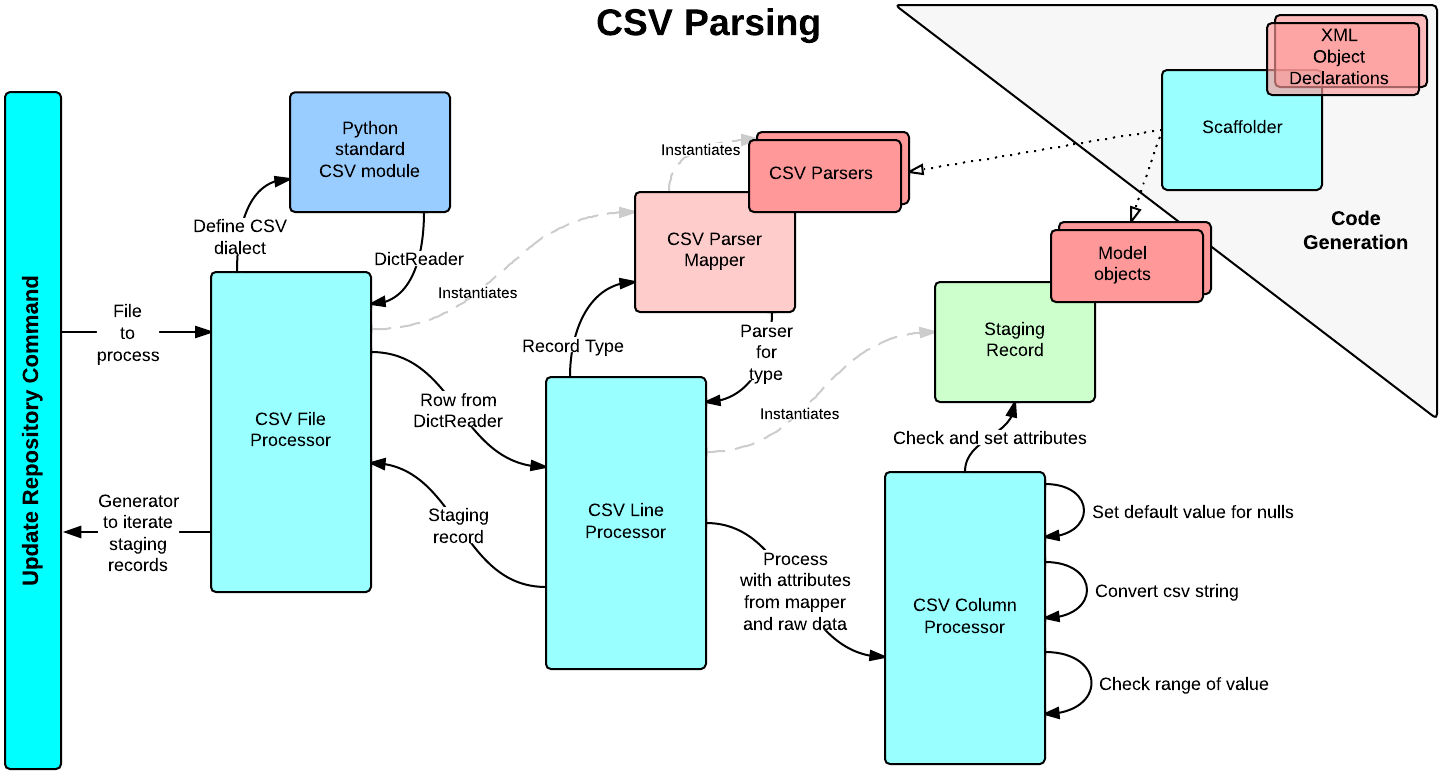 CSV Parsing
XML
Object
Declarations
Scaffolder
Code
Generation
Python
standard
CSV module
Instantiates
CSV Parsers
Define CSV
dialect
DictReader
CSV Parser
Mapper
Model
objects
Instantiates
Update Repository Command
File
to
process
Record Type
Parser
for
type
Staging
Record
CSV File
Processor
Row from
DictReader
Instantiates
Check and set attributes
Generator
to iterate
staging
records
Staging
record
CSV Line
Processor
Process
with attributes
from mapper
and raw data
CSV Column
Processor
Set default value for nulls
Convert csv string
Check range of value